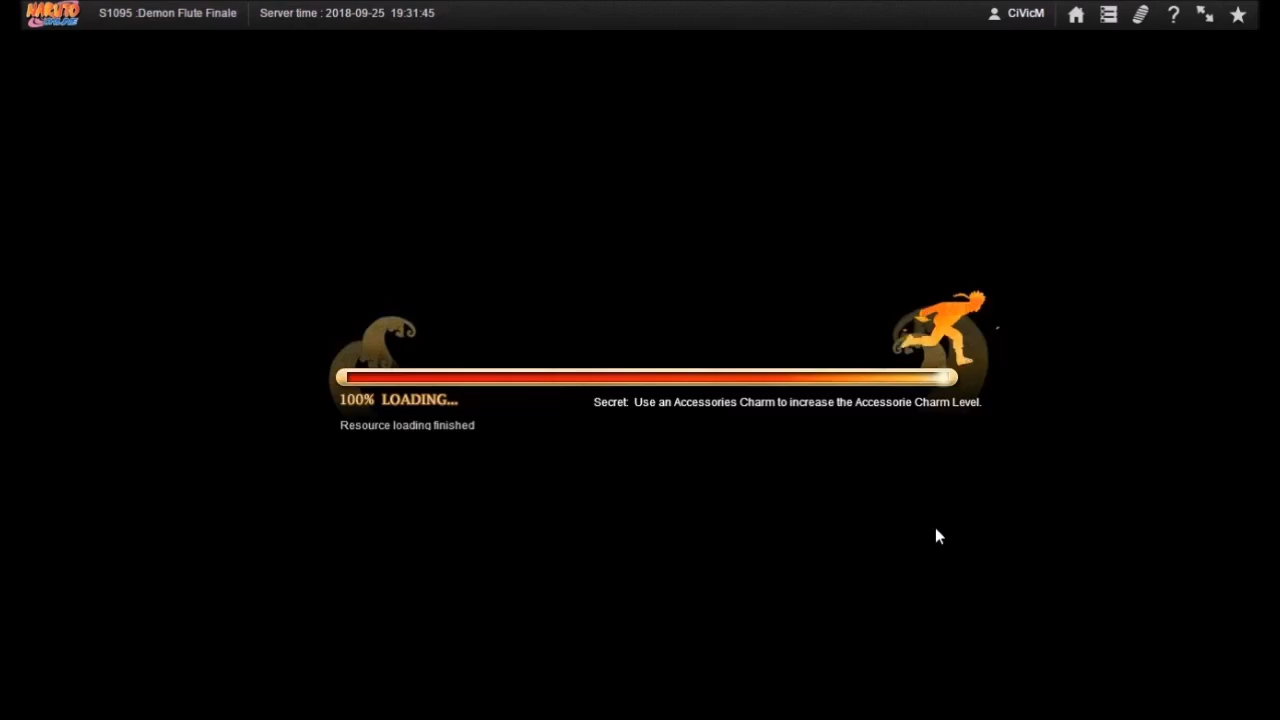 NARUTO ONLINE
S1095 :Demon Flute Finale
Server time : 2018-09-25 19:31:45
CiVicM
100% LOADING...
Secret: Use an Accessories Charm to increase the Accessorie Charm Level.
Resource loading finished